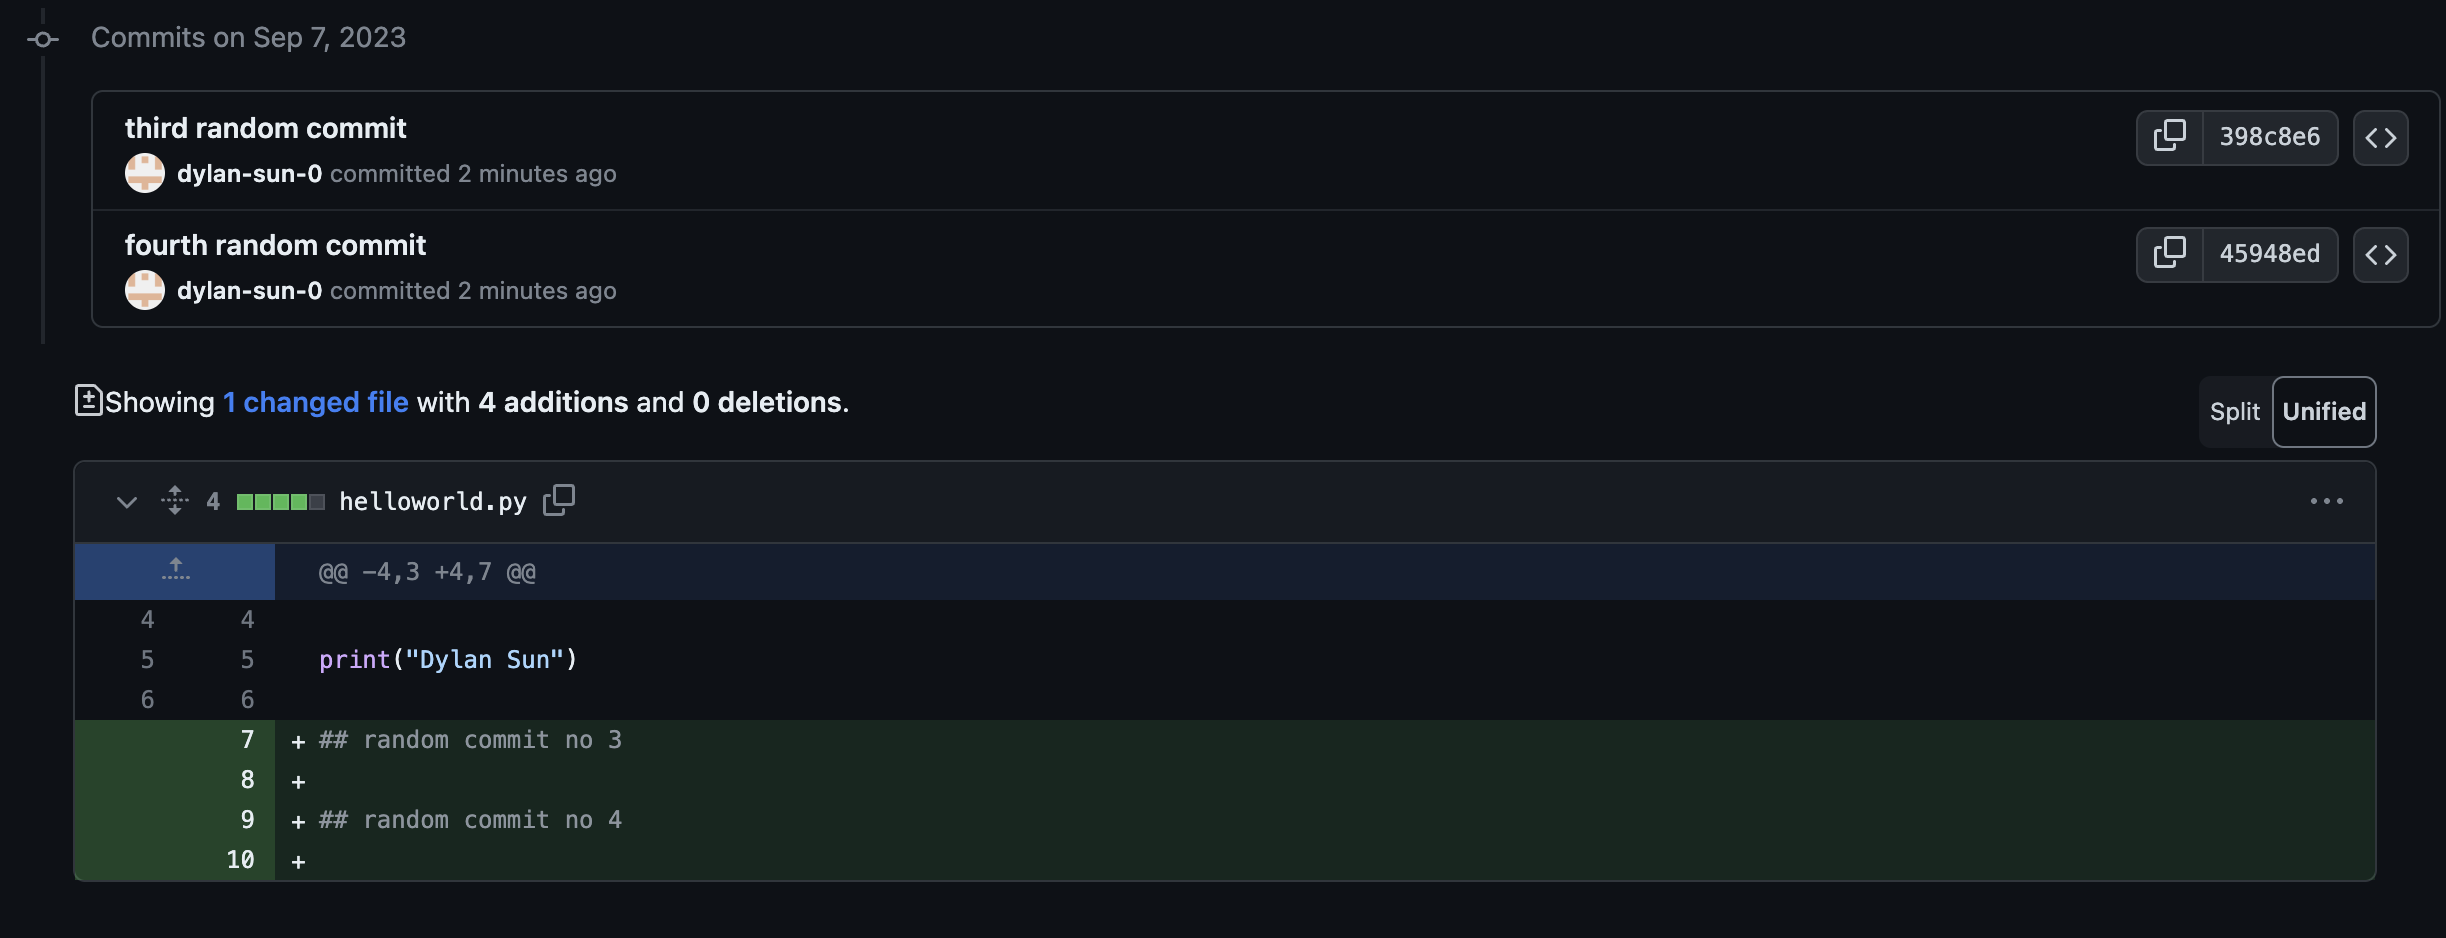 Commits on Sep 7, 2023
third random commit
dylan-sun-0 committed 2 minutes ago
398c8e6
fourth random commit
dylan-sun-0 committed 2 minutes ago
45948ed
Showing 1 changed file with 4 additions and 0 deletions.
Split Unified
4 helloworld.py
@@ -4,3 +4,7 @@
4 4
5 5 print("Dylan Sun")
6 6
7 + ## random commit no 3
8 +
9 + ## random commit no 4
10 +